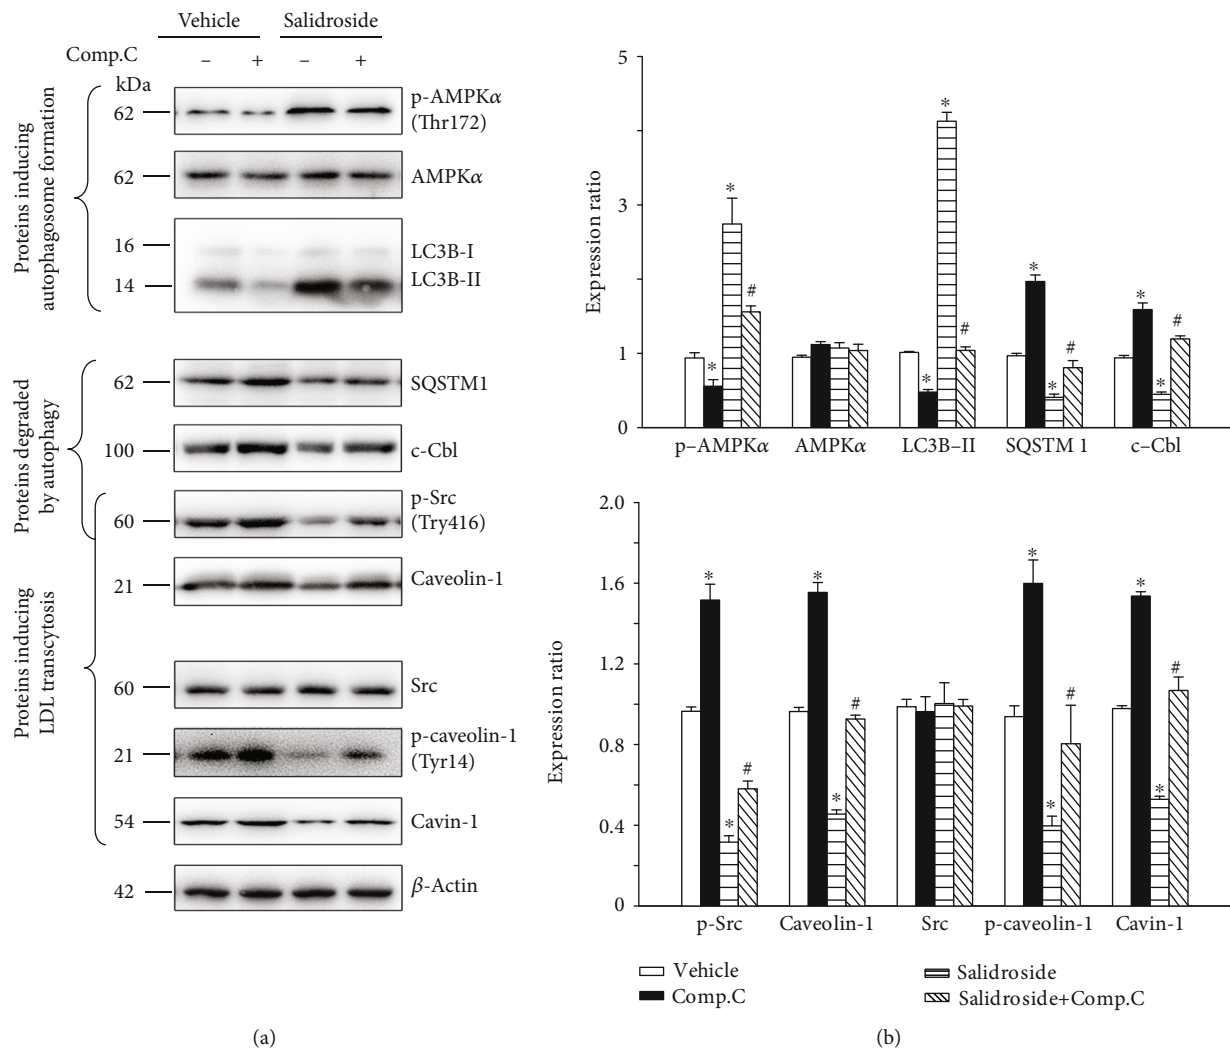 Vehicle Salidroside
Comp.C − + − +
kDa
Proteins inducing
autophagosome formation
62 p-AMPKα
(Thr172)
62 AMPKα
16 LC3B-I
14 LC3B-II
Proteins degraded
by autophagy
62 SQSTM1
100 c-Cbl
60 p-Src
(Try416)
21 Caveolin-1
Proteins inducing
LDL transcytosis
60 Src
21 p-caveolin-1
(Tyr14)
54 Cavin-1
42 β-Actin
(a)
Expression ratio
5
3
1
0
* * # * * # * * # * * #
p–AMPKα AMPKα LC3B–II SQSTM 1 c–Cbl
Expression ratio
2.0
1.6
1.2
0.8
0.4
0
* * # * * # * * # * * #
p-Src Caveolin-1 Src p-caveolin-1 Cavin-1
Vehicle Salidroside
Comp.C Salidroside+Comp.C
(b)